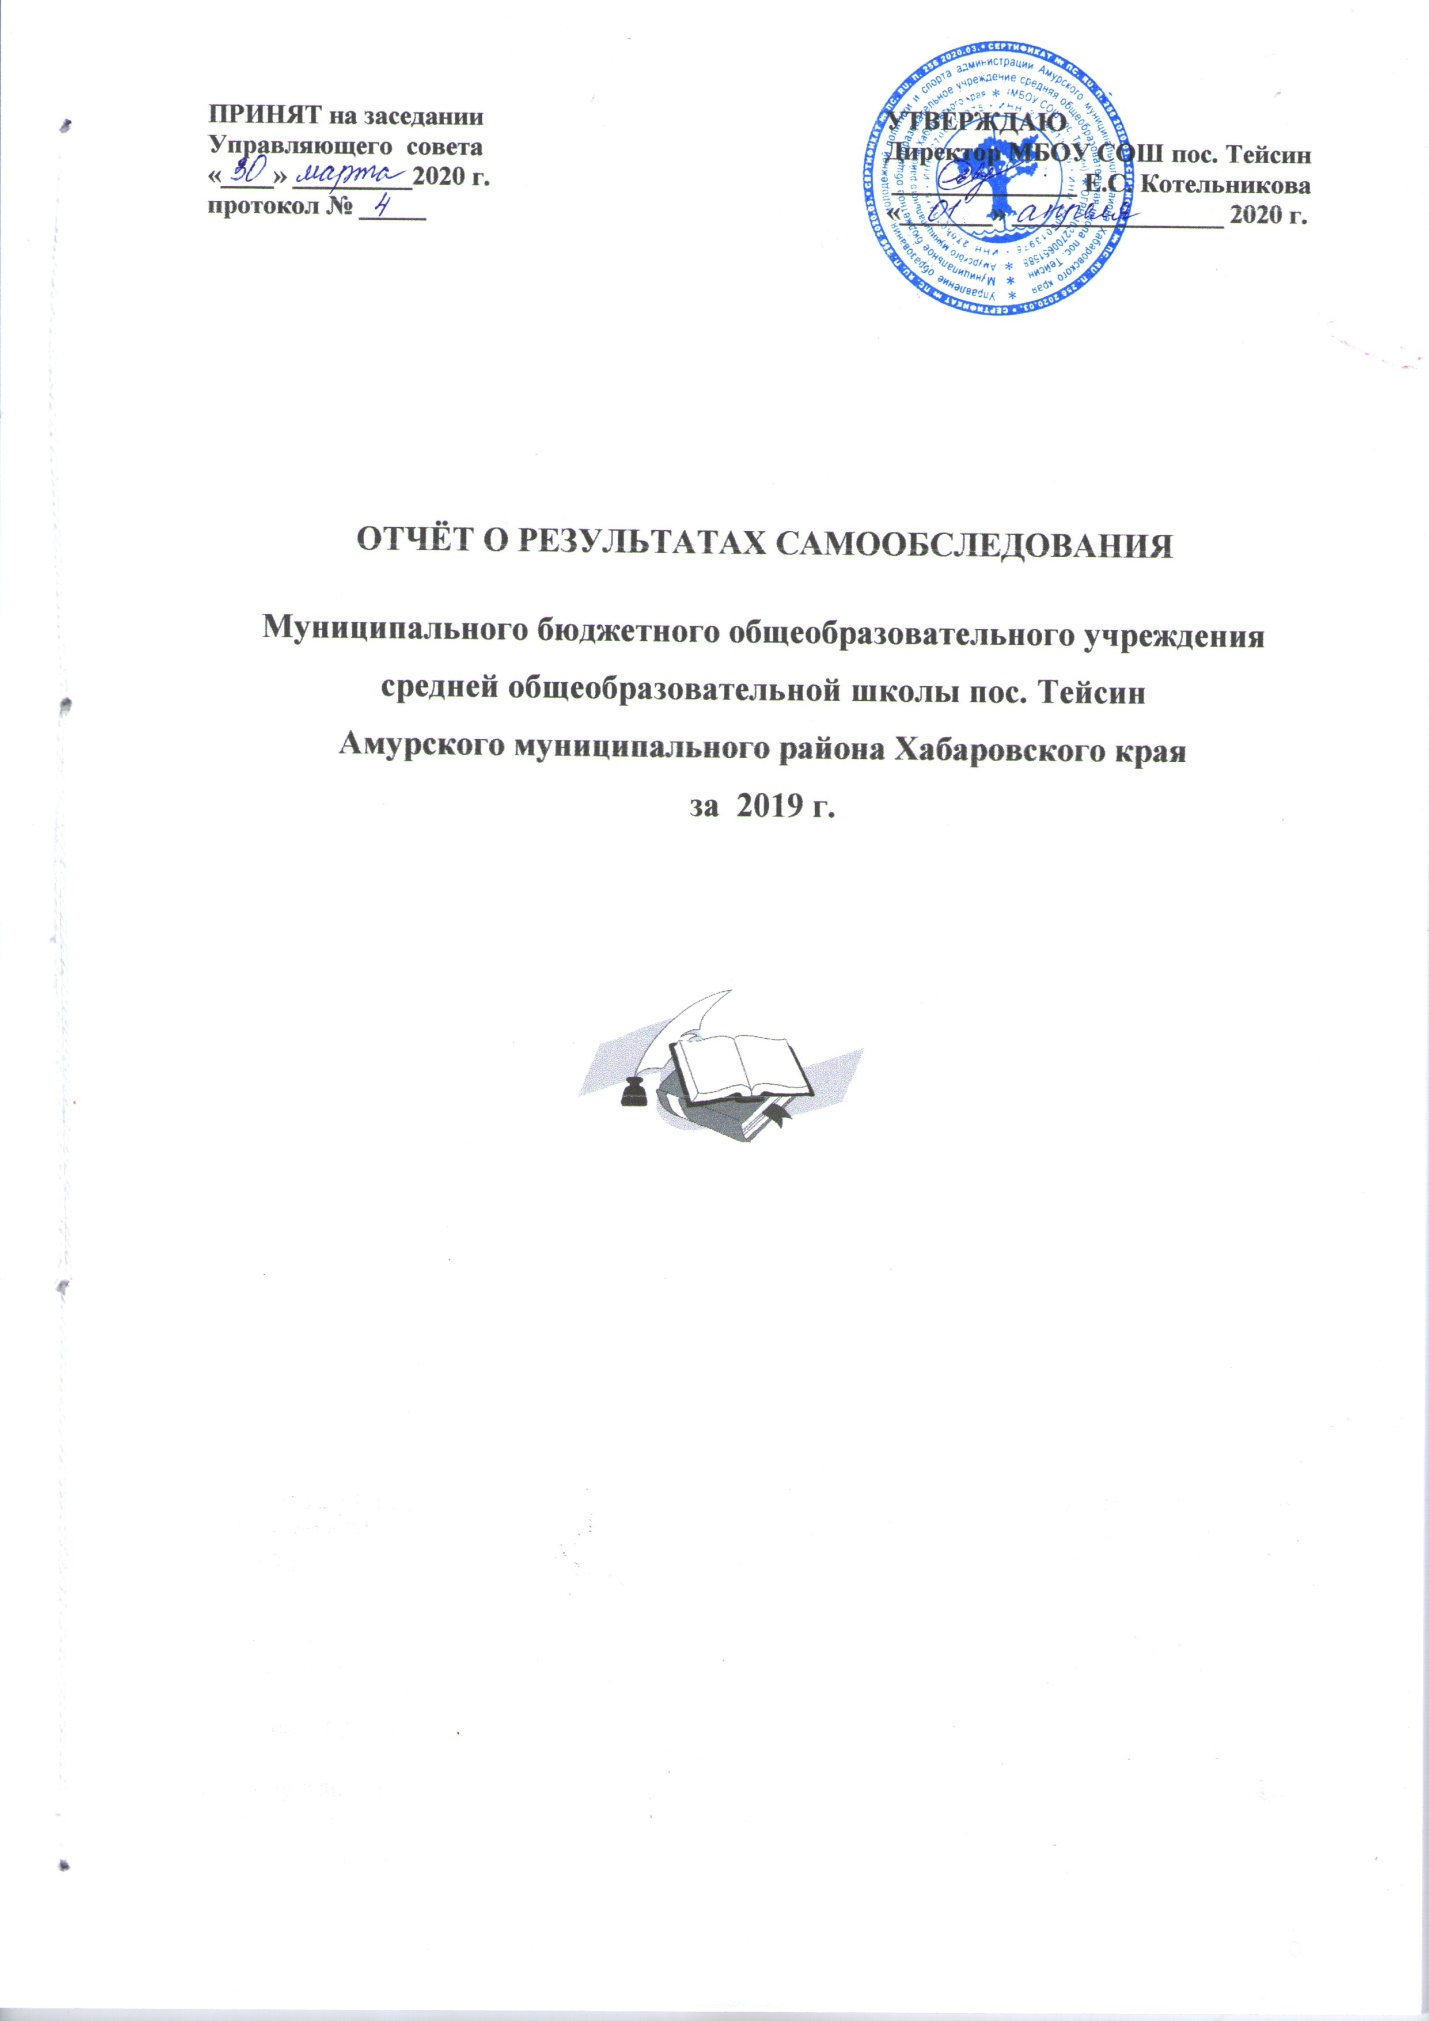 ПРИНЯТ на заседании
Управляющего совета
«30» марта 2020 г.
протокол № 4
УТВЕРЖДАЮ
Директор МБОУ СОШ пос. Тейсин
Е.С. Котельникова
«01» апреля 2020 г.
ОТЧЁТ О РЕЗУЛЬТАТАХ САМООБСЛЕДОВАНИЯ
Муниципального бюджетного общеобразовательного учреждения
средней общеобразовательной школы пос. Тейсин
Амурского муниципального района Хабаровского края
за 2019 г.